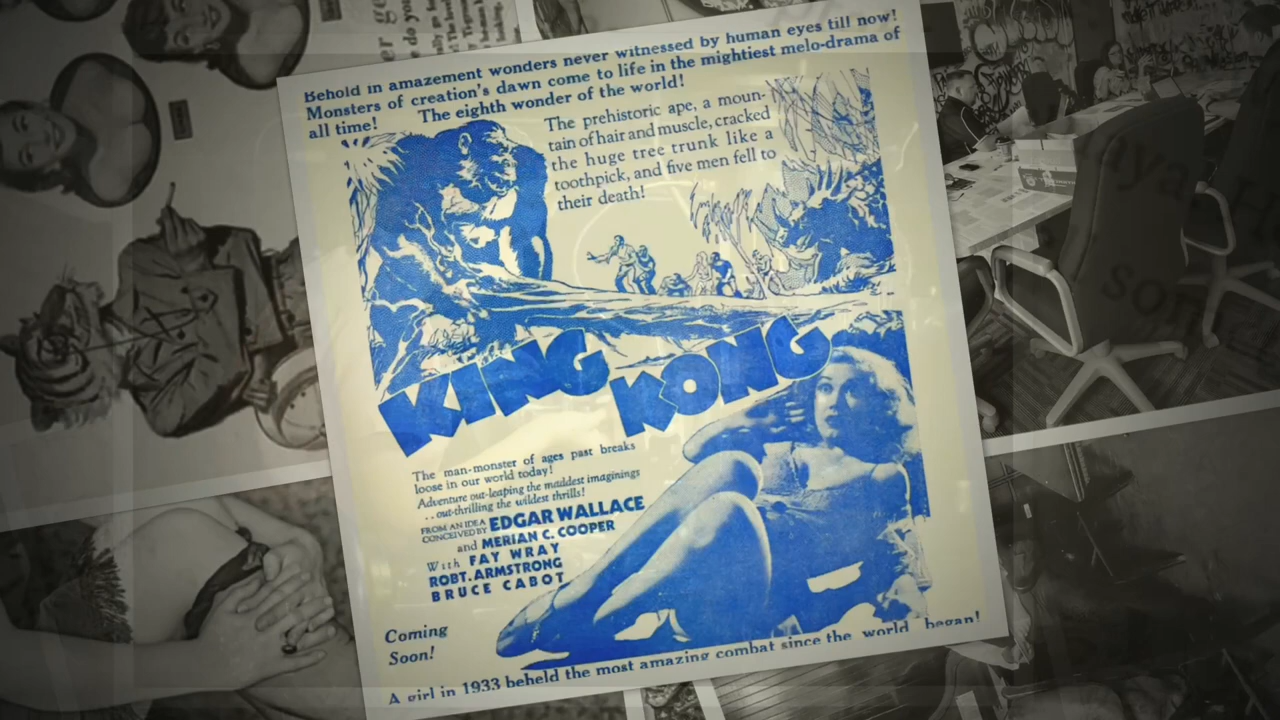 Behold in amazement wonders never witnessed by human eyes till now!
Monsters of creation's dawn come to life in the mightiest melo-drama of
all time! The eighth wonder of the world!
The prehistoric ape, a moun-
tain of hair and muscle, cracked
the huge tree trunk like a
toothpick, and five men fell to
their death!
KING KONG
The man-monster of ages past breaks
loose in our world today!
Adventure out-leaping the maddest imaginings
. . out-thrilling the wildest thrills!
FROM AN IDEA
CONCEIVED BY EDGAR WALLACE
and MERIAN C. COOPER
With FAY WRAY
ROBT. ARMSTRONG
BRUCE CABOT
Coming
Soon!
A girl in 1933 beheld the most amazing combat since the world began!